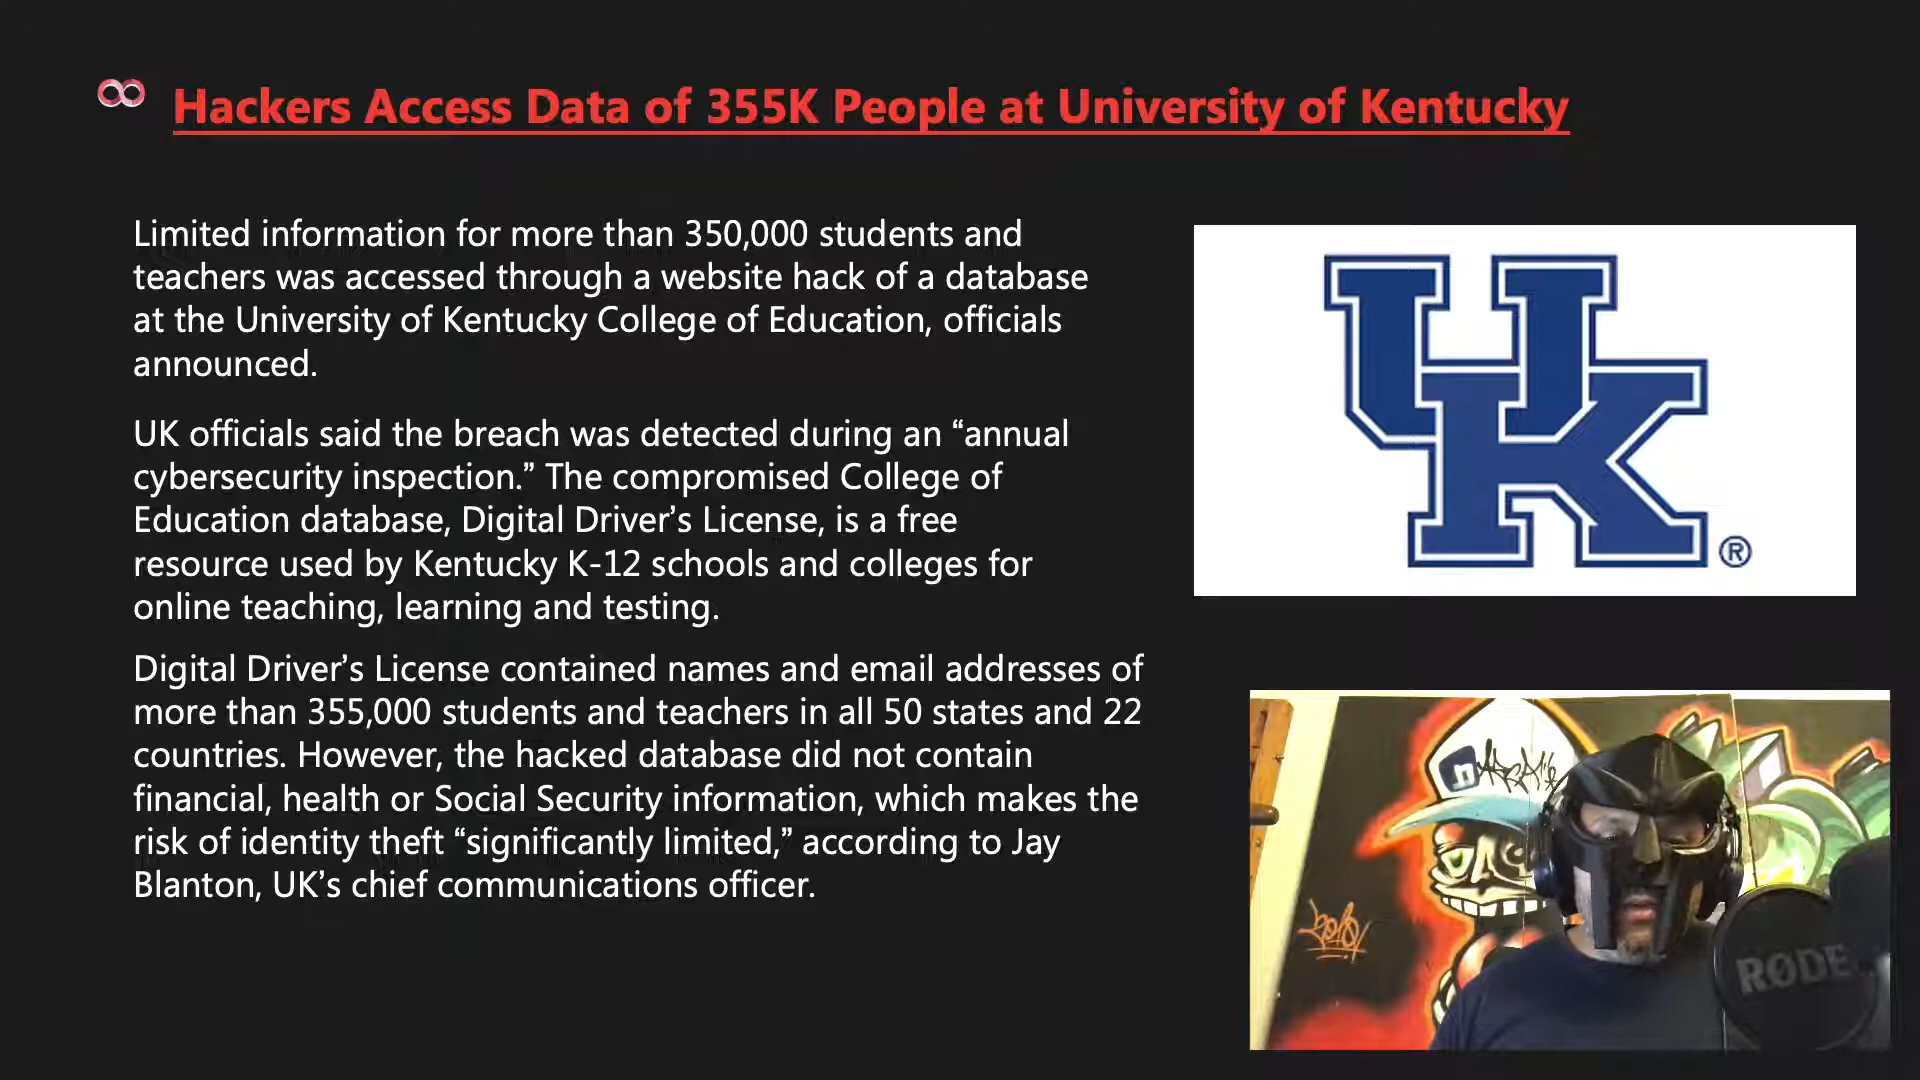 Hackers Access Data of 355K People at University of Kentucky
Limited information for more than 350,000 students and
teachers was accessed through a website hack of a database
at the University of Kentucky College of Education, officials
announced.
UK officials said the breach was detected during an “annual
cybersecurity inspection.” The compromised College of
Education database, Digital Driver’s License, is a free
resource used by Kentucky K-12 schools and colleges for
online teaching, learning and testing.
Digital Driver’s License contained names and email addresses of
more than 355,000 students and teachers in all 50 states and 22
countries. However, the hacked database did not contain
financial, health or Social Security information, which makes the
risk of identity theft “significantly limited,” according to Jay
Blanton, UK’s chief communications officer.
UK
®
RØDE